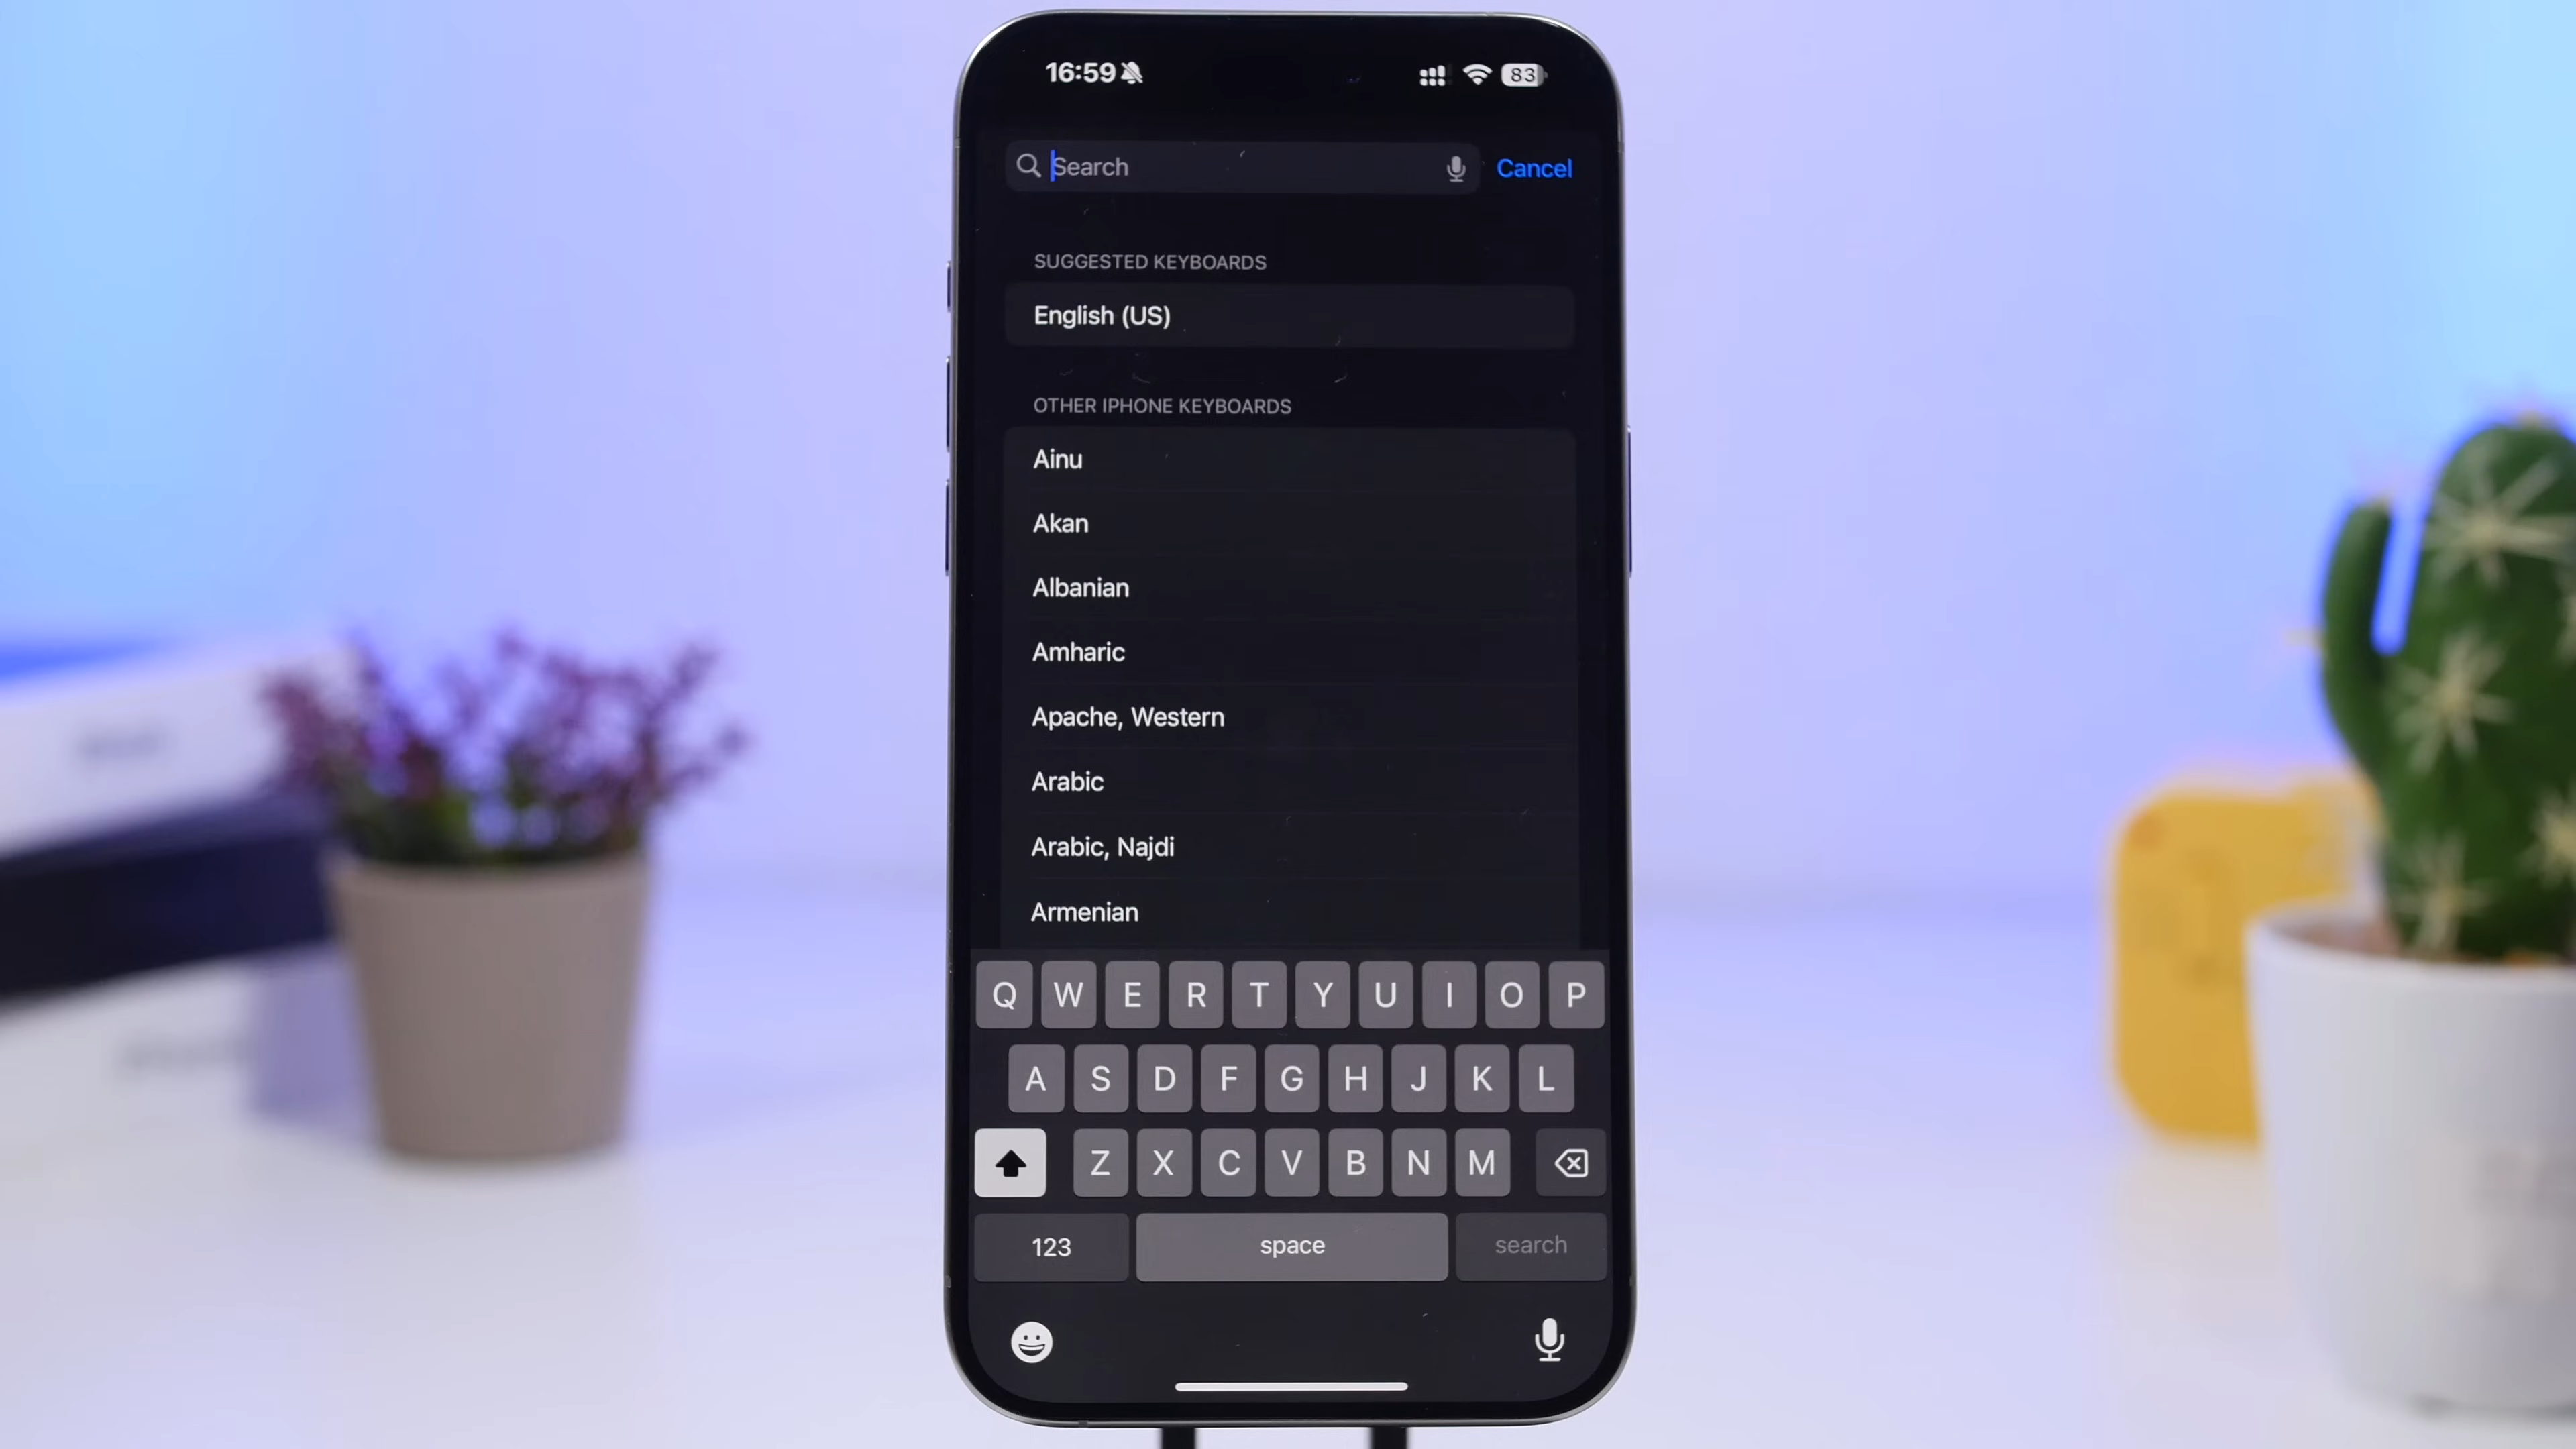 16:59 83
Search Cancel
SUGGESTED KEYBOARDS
English (US)
OTHER IPHONE KEYBOARDS
Ainu
Akan
Albanian
Amharic
Apache, Western
Arabic
Arabic, Najdi
Armenian
Q W E R T Y U I O P
A S D F G H J K L
Z X C V B N M
123 space search